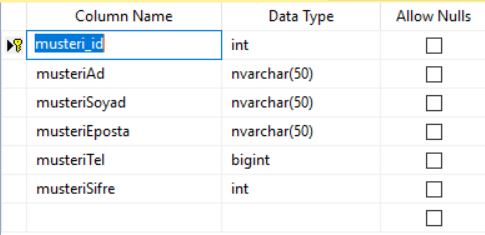 Column Name Data Type Allow Nulls
musteri_id int
musteriAd nvarchar(50)
musteriSoyad nvarchar(50)
musteriEposta nvarchar(50)
musteriTel bigint
musteriSifre int